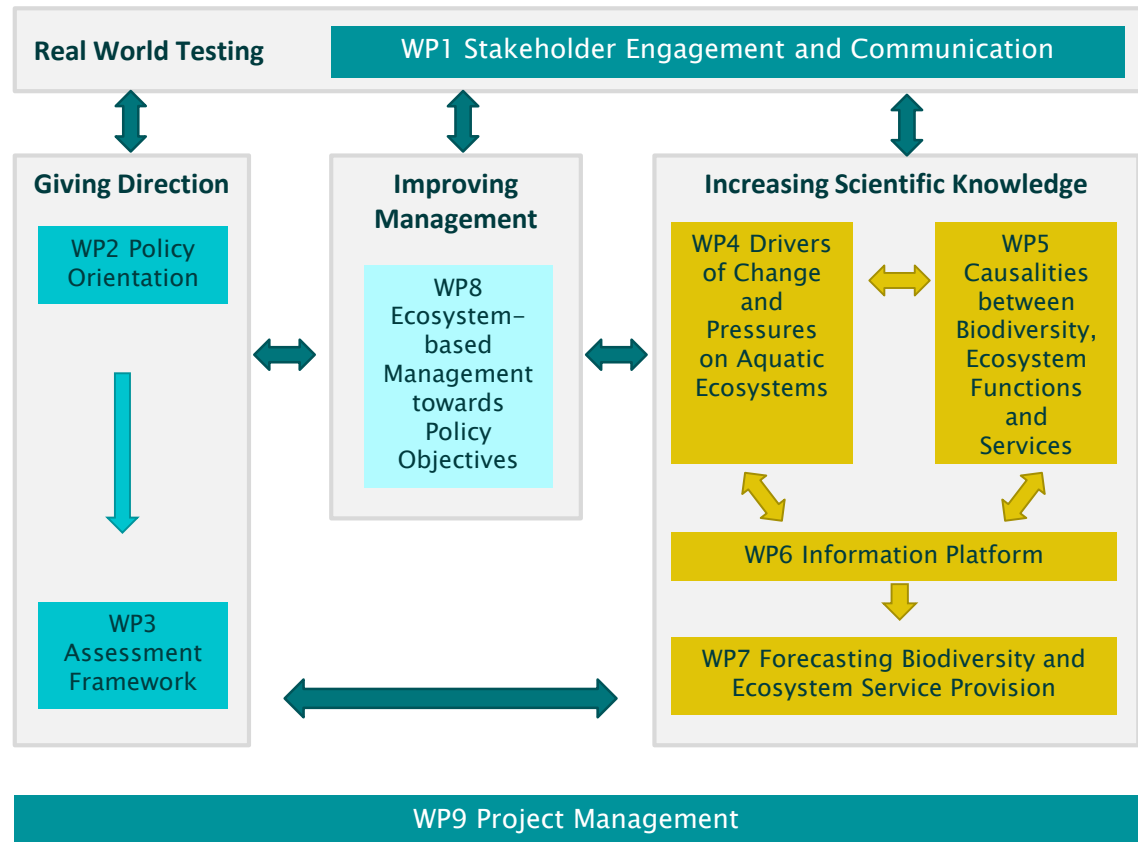 Real World Testing
WP1 Stakeholder Engagement and Communication
Giving Direction
WP2 Policy
Orientation
WP3
Assessment
Framework
Improving
Management
WP8
Ecosystem-
based
Management
towards
Policy
Objectives
Increasing Scientific Knowledge
WP4 Drivers
of Change
and
Pressures
on Aquatic
Ecosystems
WP5
Causalities
between
Biodiversity,
Ecosystem
Functions
and
Services
WP6 Information Platform
WP7 Forecasting Biodiversity and
Ecosystem Service Provision
WP9 Project Management